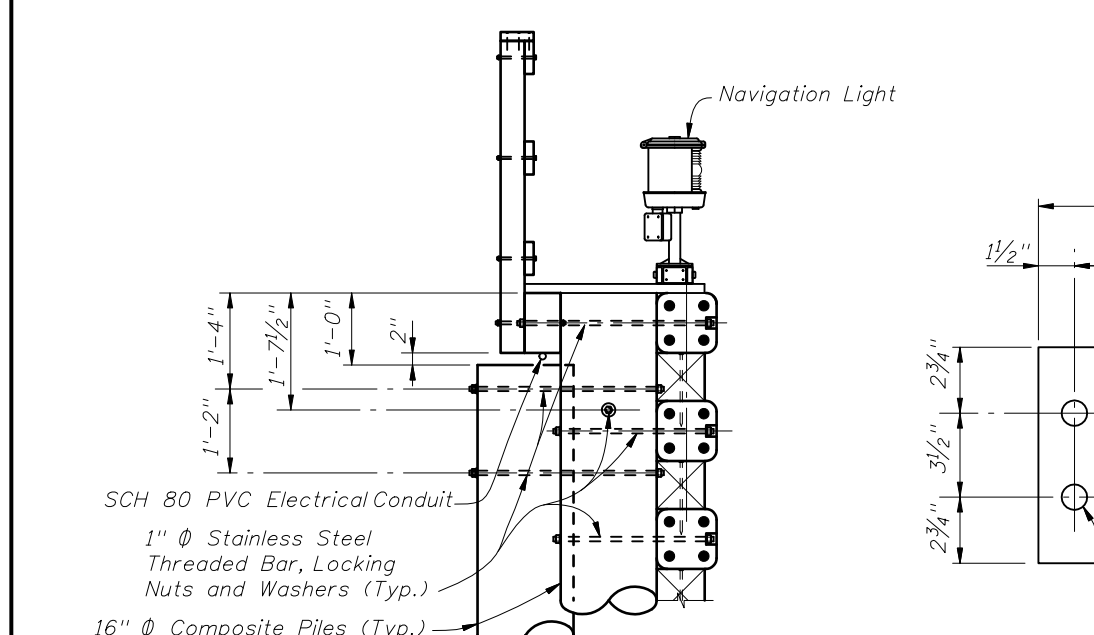 Navigation Light
1½"
1'-4"
1'-7½"
1'-0"
2"
2¾"
1'-2"
3½"
2¾"
SCH 80 PVC Electrical Conduit
1" Φ Stainless Steel
Threaded Bar, Locking
Nuts and Washers (Typ.)
16" Φ Composite Piles (Typ.)